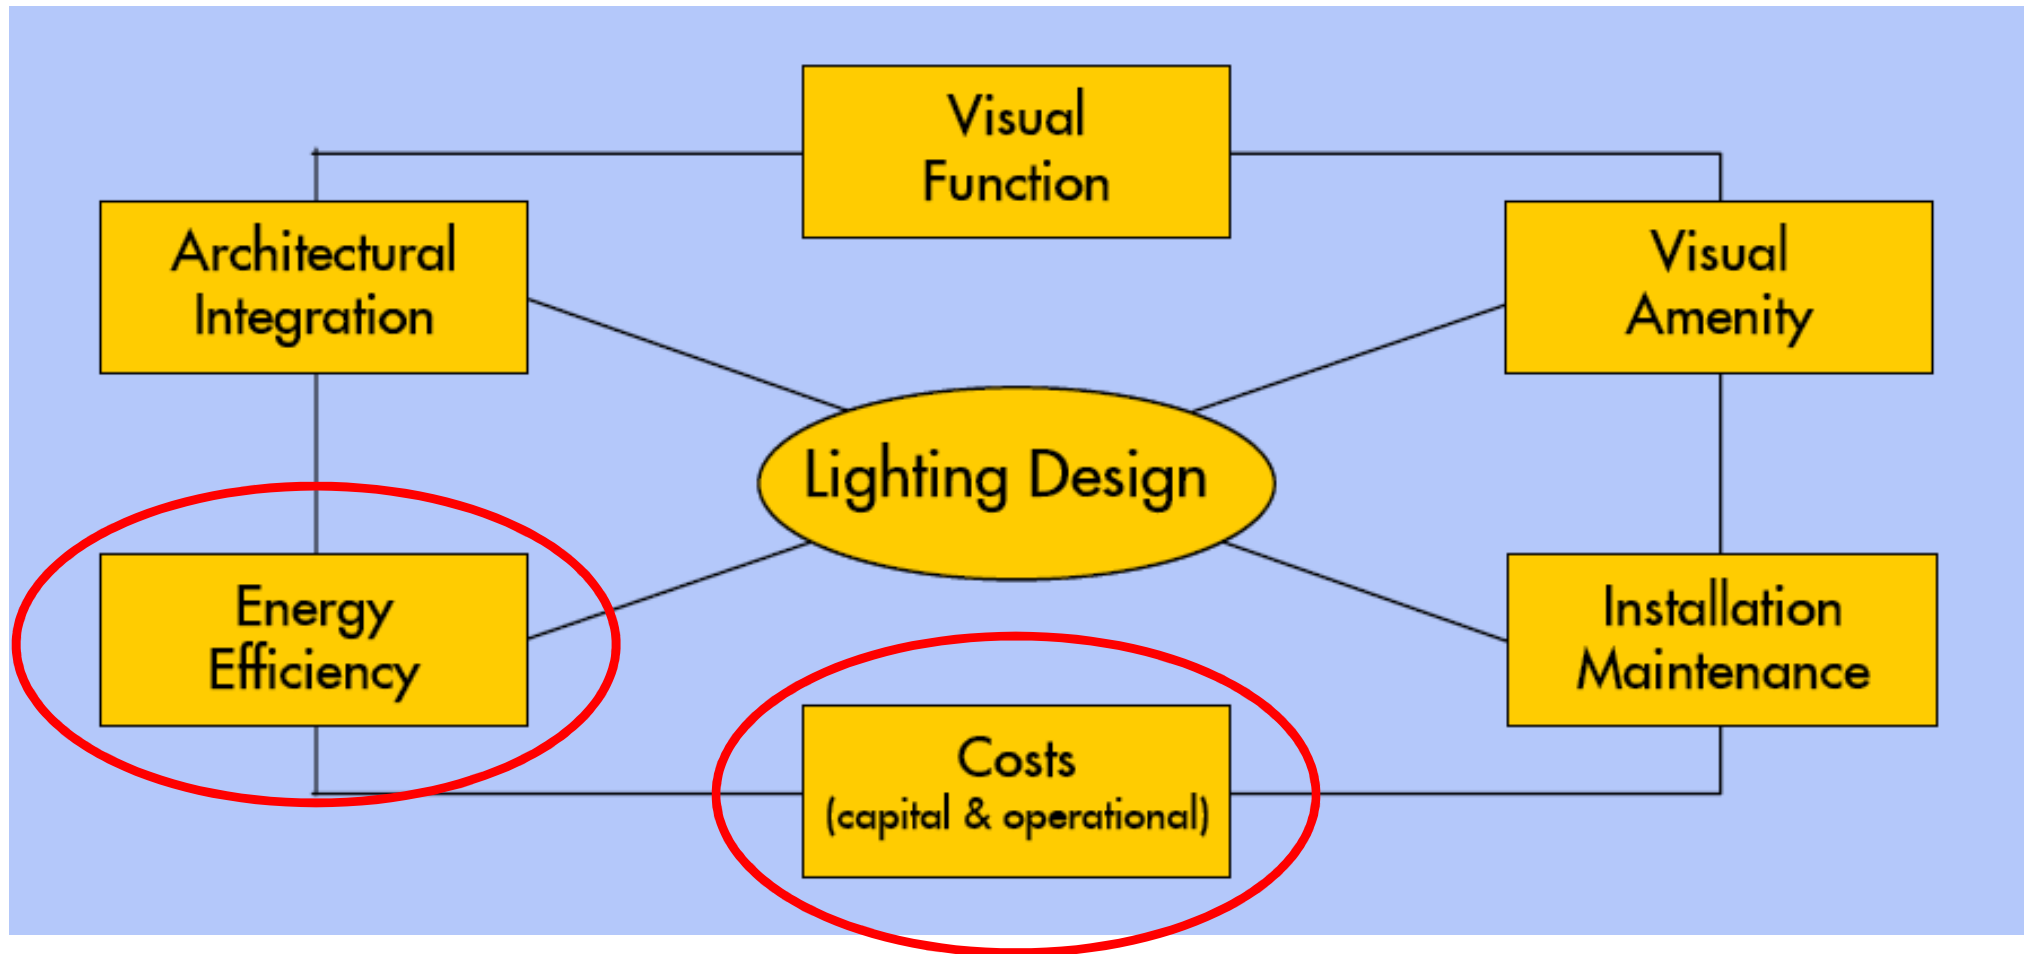 Visual
Function
Architectural
Integration
Visual
Amenity
Lighting Design
Energy
Efficiency
Installation
Maintenance
Costs
(capital & operational)